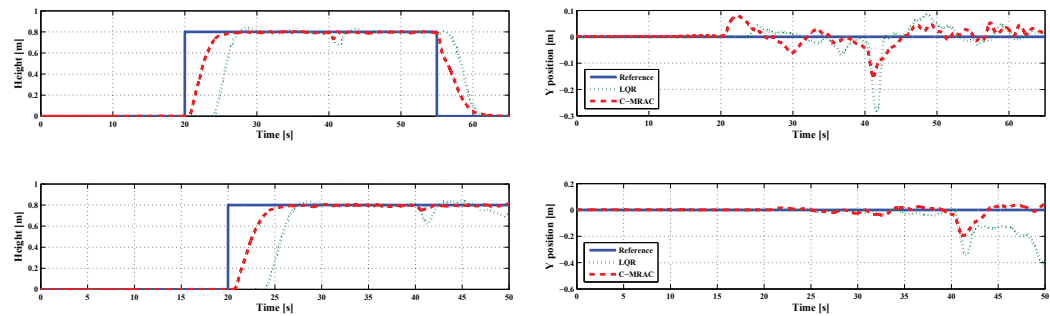 Height [m]
1
0.8
0.6
0.4
0.2
0
0 10 20 30 40 50 60
Time [s]
Y position [m]
0.1
0
-0.1
-0.2
-0.3
Reference
LQR
C-MRAC
0 10 20 30 40 50 60
Time [s]
Height [m]
1
0.8
0.6
0.4
0.2
0
0 5 10 15 20 25 30 35 40 45 50
Time [s]
Y position [m]
0.2
0
-0.2
-0.4
-0.6
Reference
LQR
C-MRAC
0 5 10 15 20 25 30 35 40 45 50
Time [s]